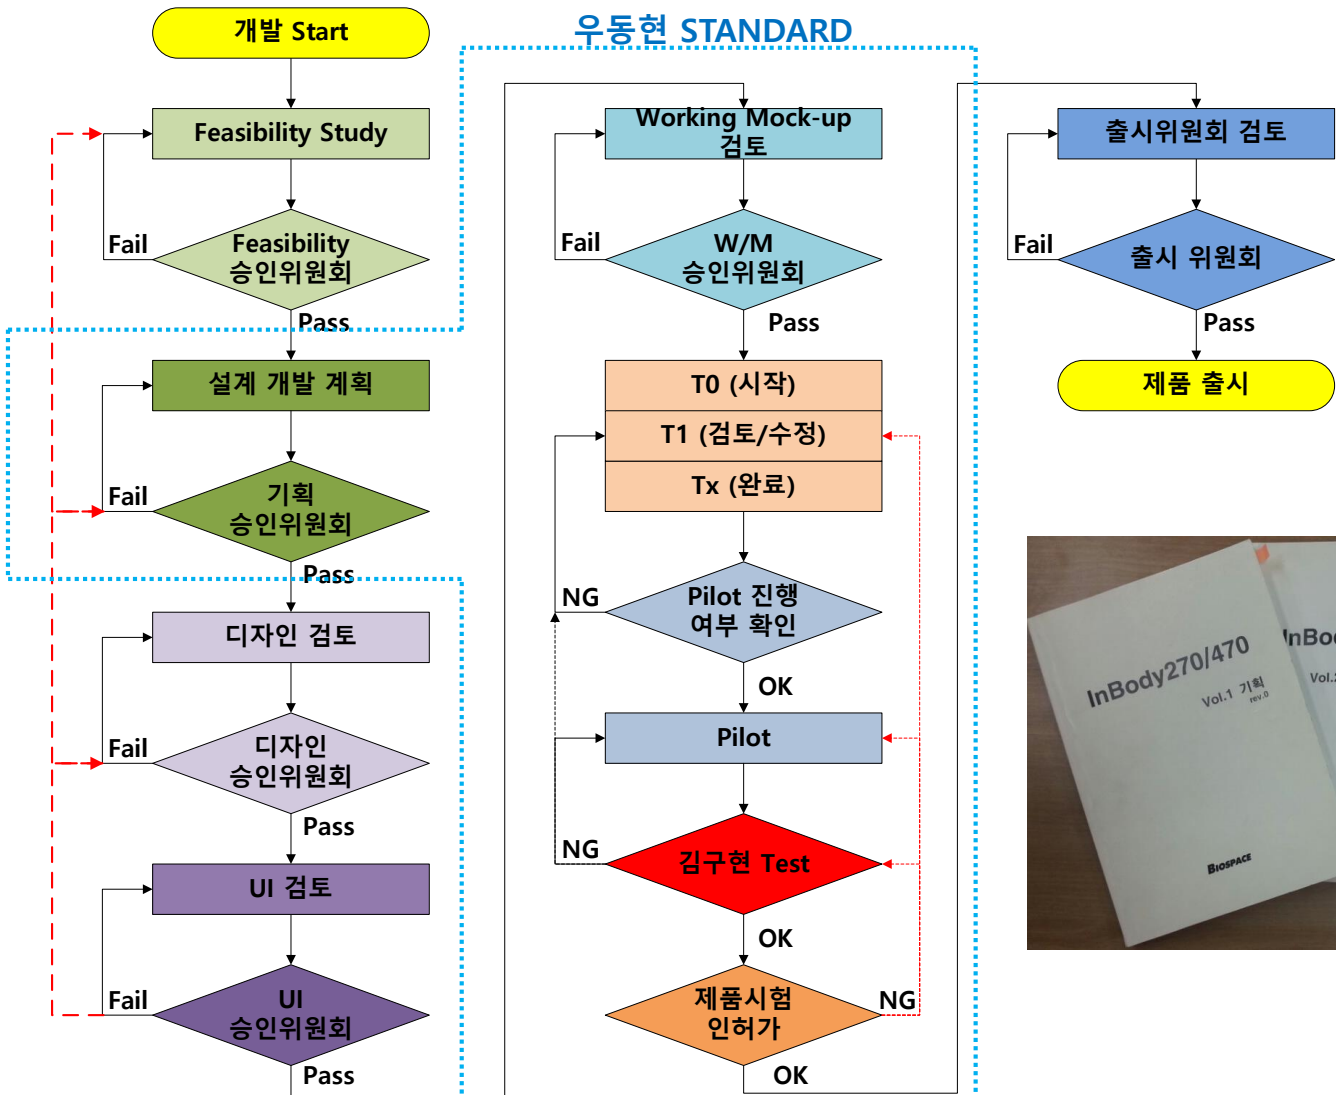 개발 Start
우동현 STANDARD
Feasibility Study
Fail
Feasibility
승인위원회
Pass
설계 개발 계획
Fail
기획
승인위원회
Pass
디자인 검토
Fail
디자인
승인위원회
Pass
UI 검토
Fail
UI
승인위원회
Pass
Working Mock-up
검토
Fail
W/M
승인위원회
Pass
T0 (시작)
T1 (검토/수정)
Tx (완료)
NG
Pilot 진행
여부 확인
OK
Pilot
NG
김구현 Test
OK
제품시험
인허가
NG
OK
출시위원회 검토
Fail
출시 위원회
Pass
제품 출시
InBody270/470
Vol.1 기획
rev.0
BIOSPACE
InBo
Vol.2